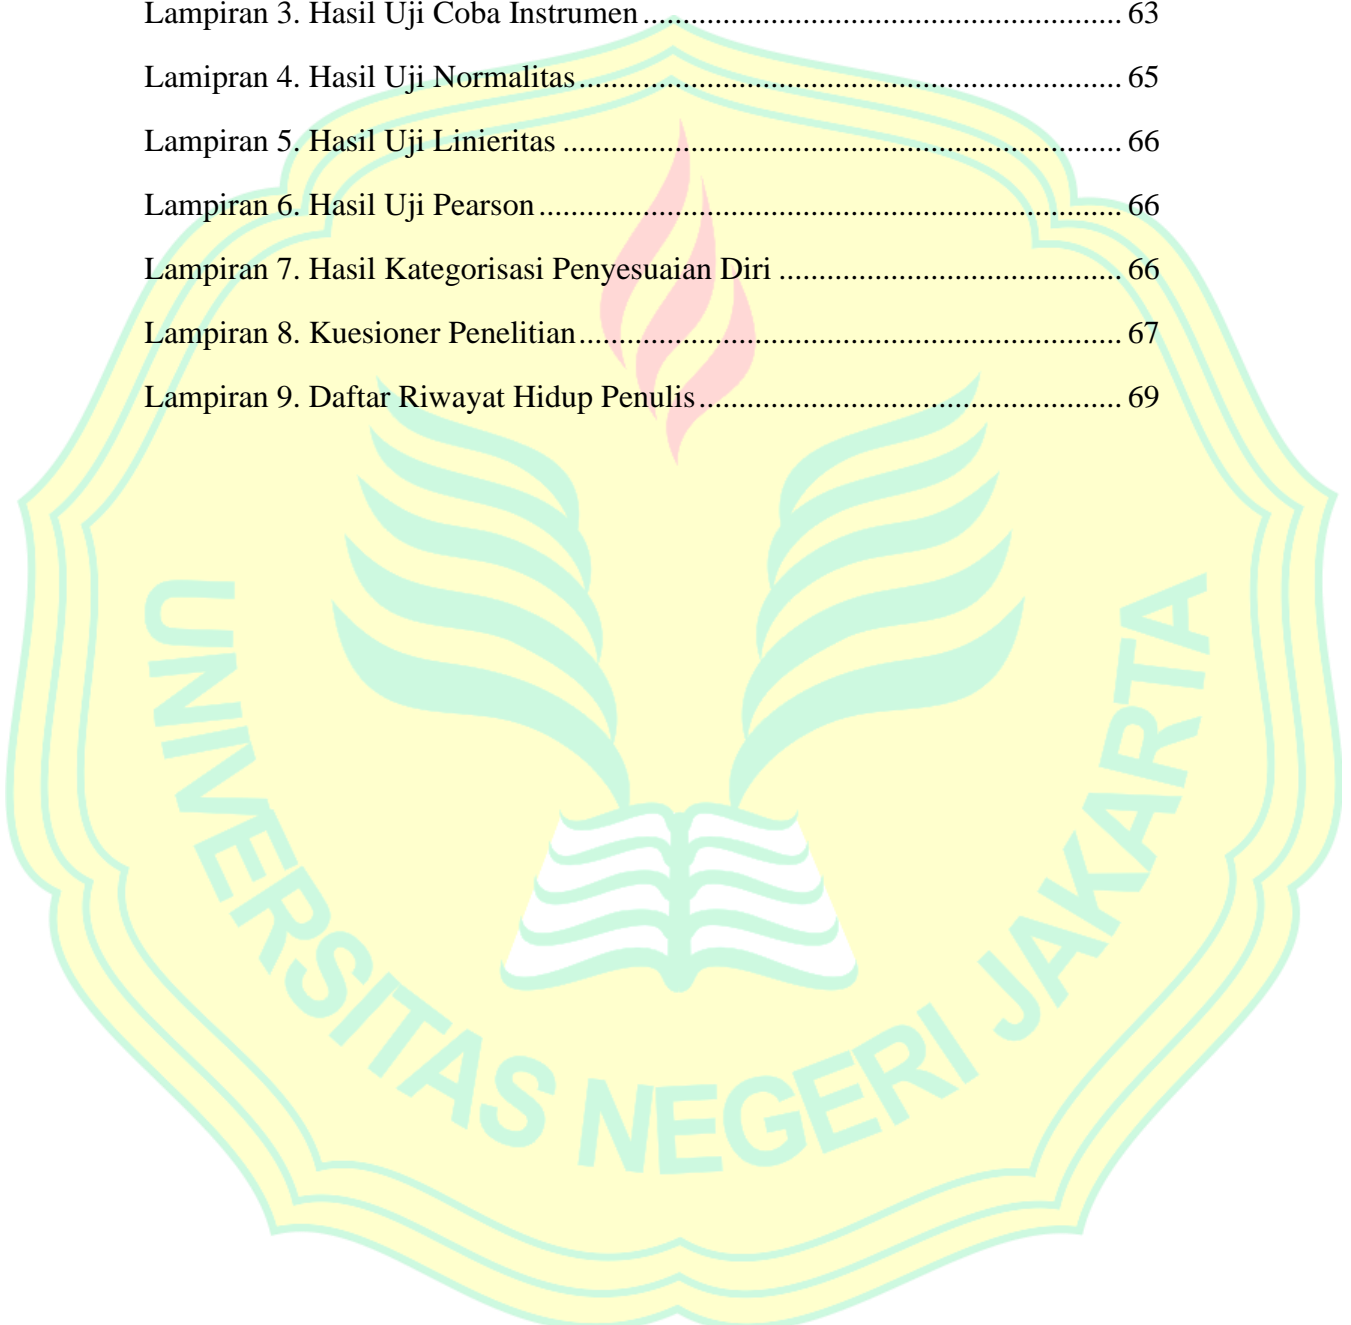 Lampiran 3. Hasil Uji Coba Instrumen ........................................................... 63
Lamipran 4. Hasil Uji Normalitas ................................................................... 65
Lampiran 5. Hasil Uji Linieritas ..................................................................... 66
Lampiran 6. Hasil Uji Pearson ........................................................................ 66
Lampiran 7. Hasil Kategorisasi Penyesuaian Diri .......................................... 66
Lampiran 8. Kuesioner Penelitian ................................................................... 67
Lampiran 9. Daftar Riwayat Hidup Penulis .................................................... 69
UNIVERSITAS NEGERI JAKARTA